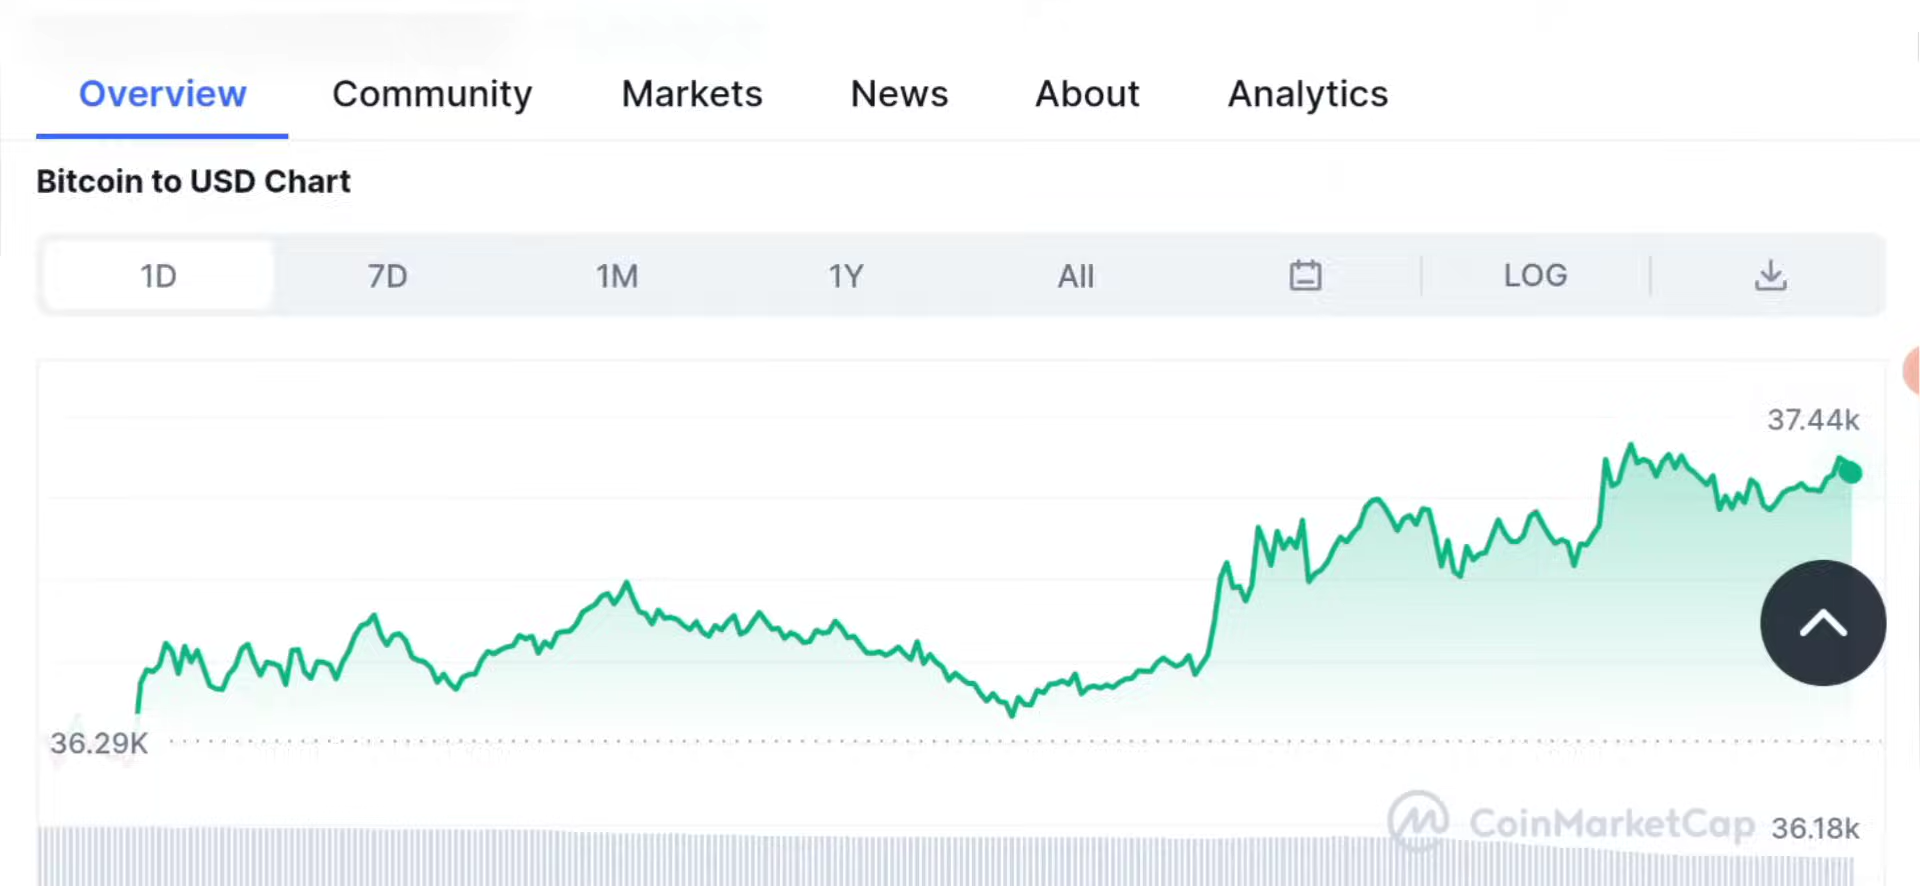 Overview Community Markets News About Analytics
Bitcoin to USD Chart
1D 7D 1M 1Y All LOG
37.44k
36.29K
CoinMarketCap 36.18k